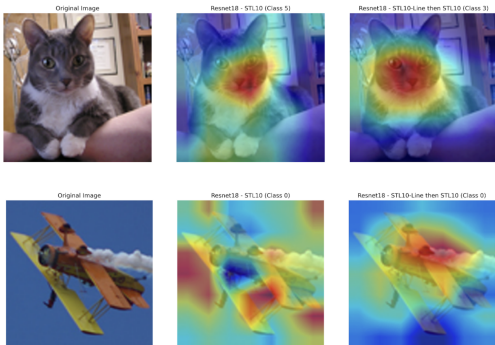 Original Image
Resnet18 - STL10 (Class 5)
Resnet18 - STL10-Line then STL10 (Class 3)
Original Image
Resnet18 - STL10 (Class 0)
Resnet18 - STL10-Line then STL10 (Class 0)